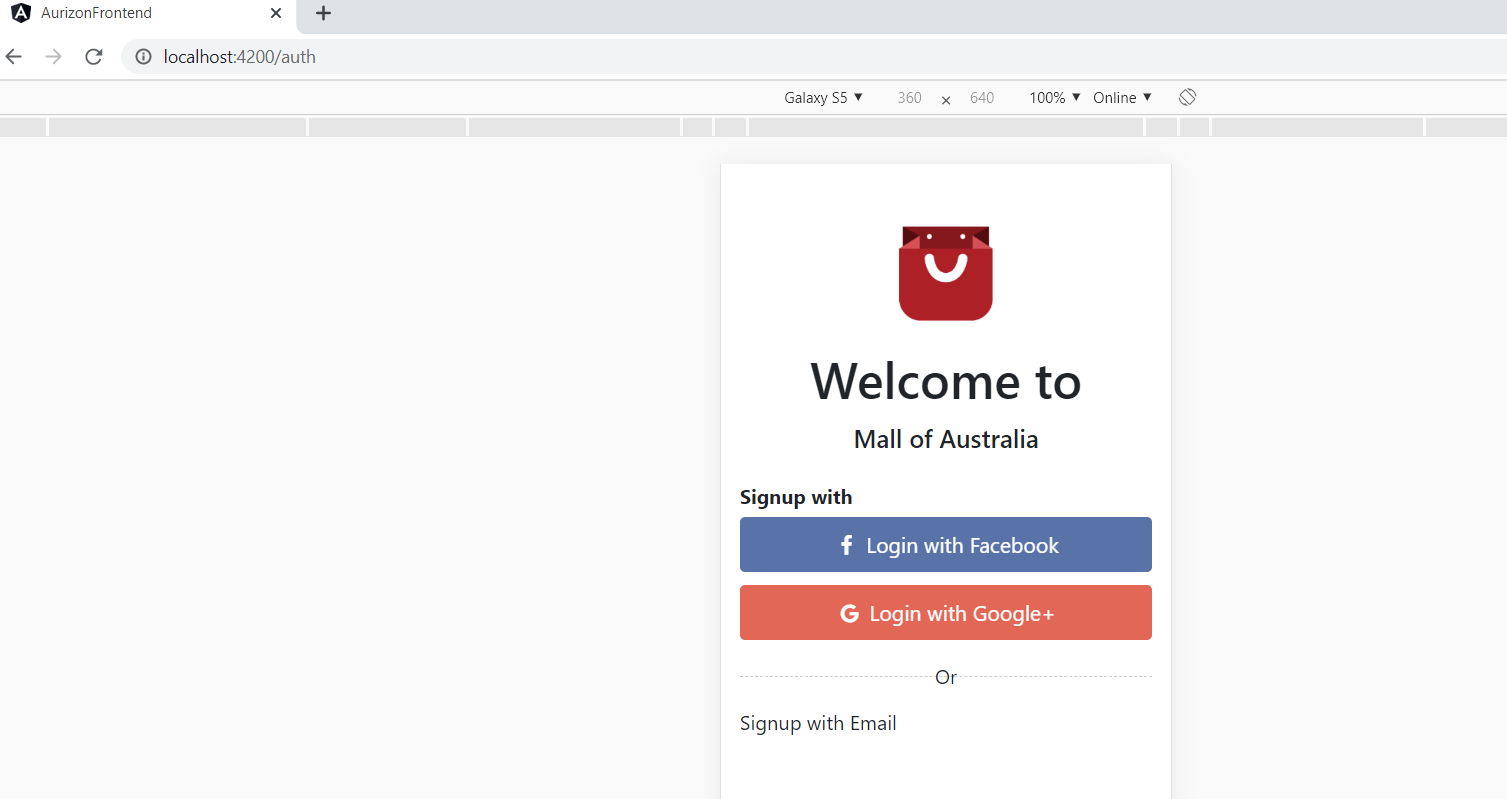 AurizonFrontend
localhost:4200/auth
Galaxy S5 360 × 640 100% Online
Welcome to
Mall of Australia
Signup with
Login with Facebook
Login with Google+
Or
Signup with Email